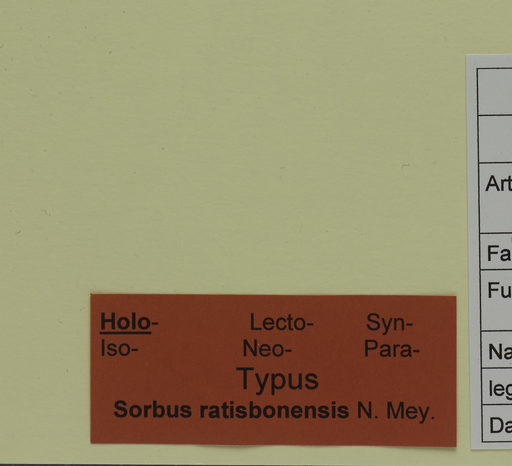 Holo- Lecto- Syn-
Iso- Neo- Para-
Typus
Sorbus ratisbonensis N. Mey.
Art
Fa
Fu
Na
leg
Da